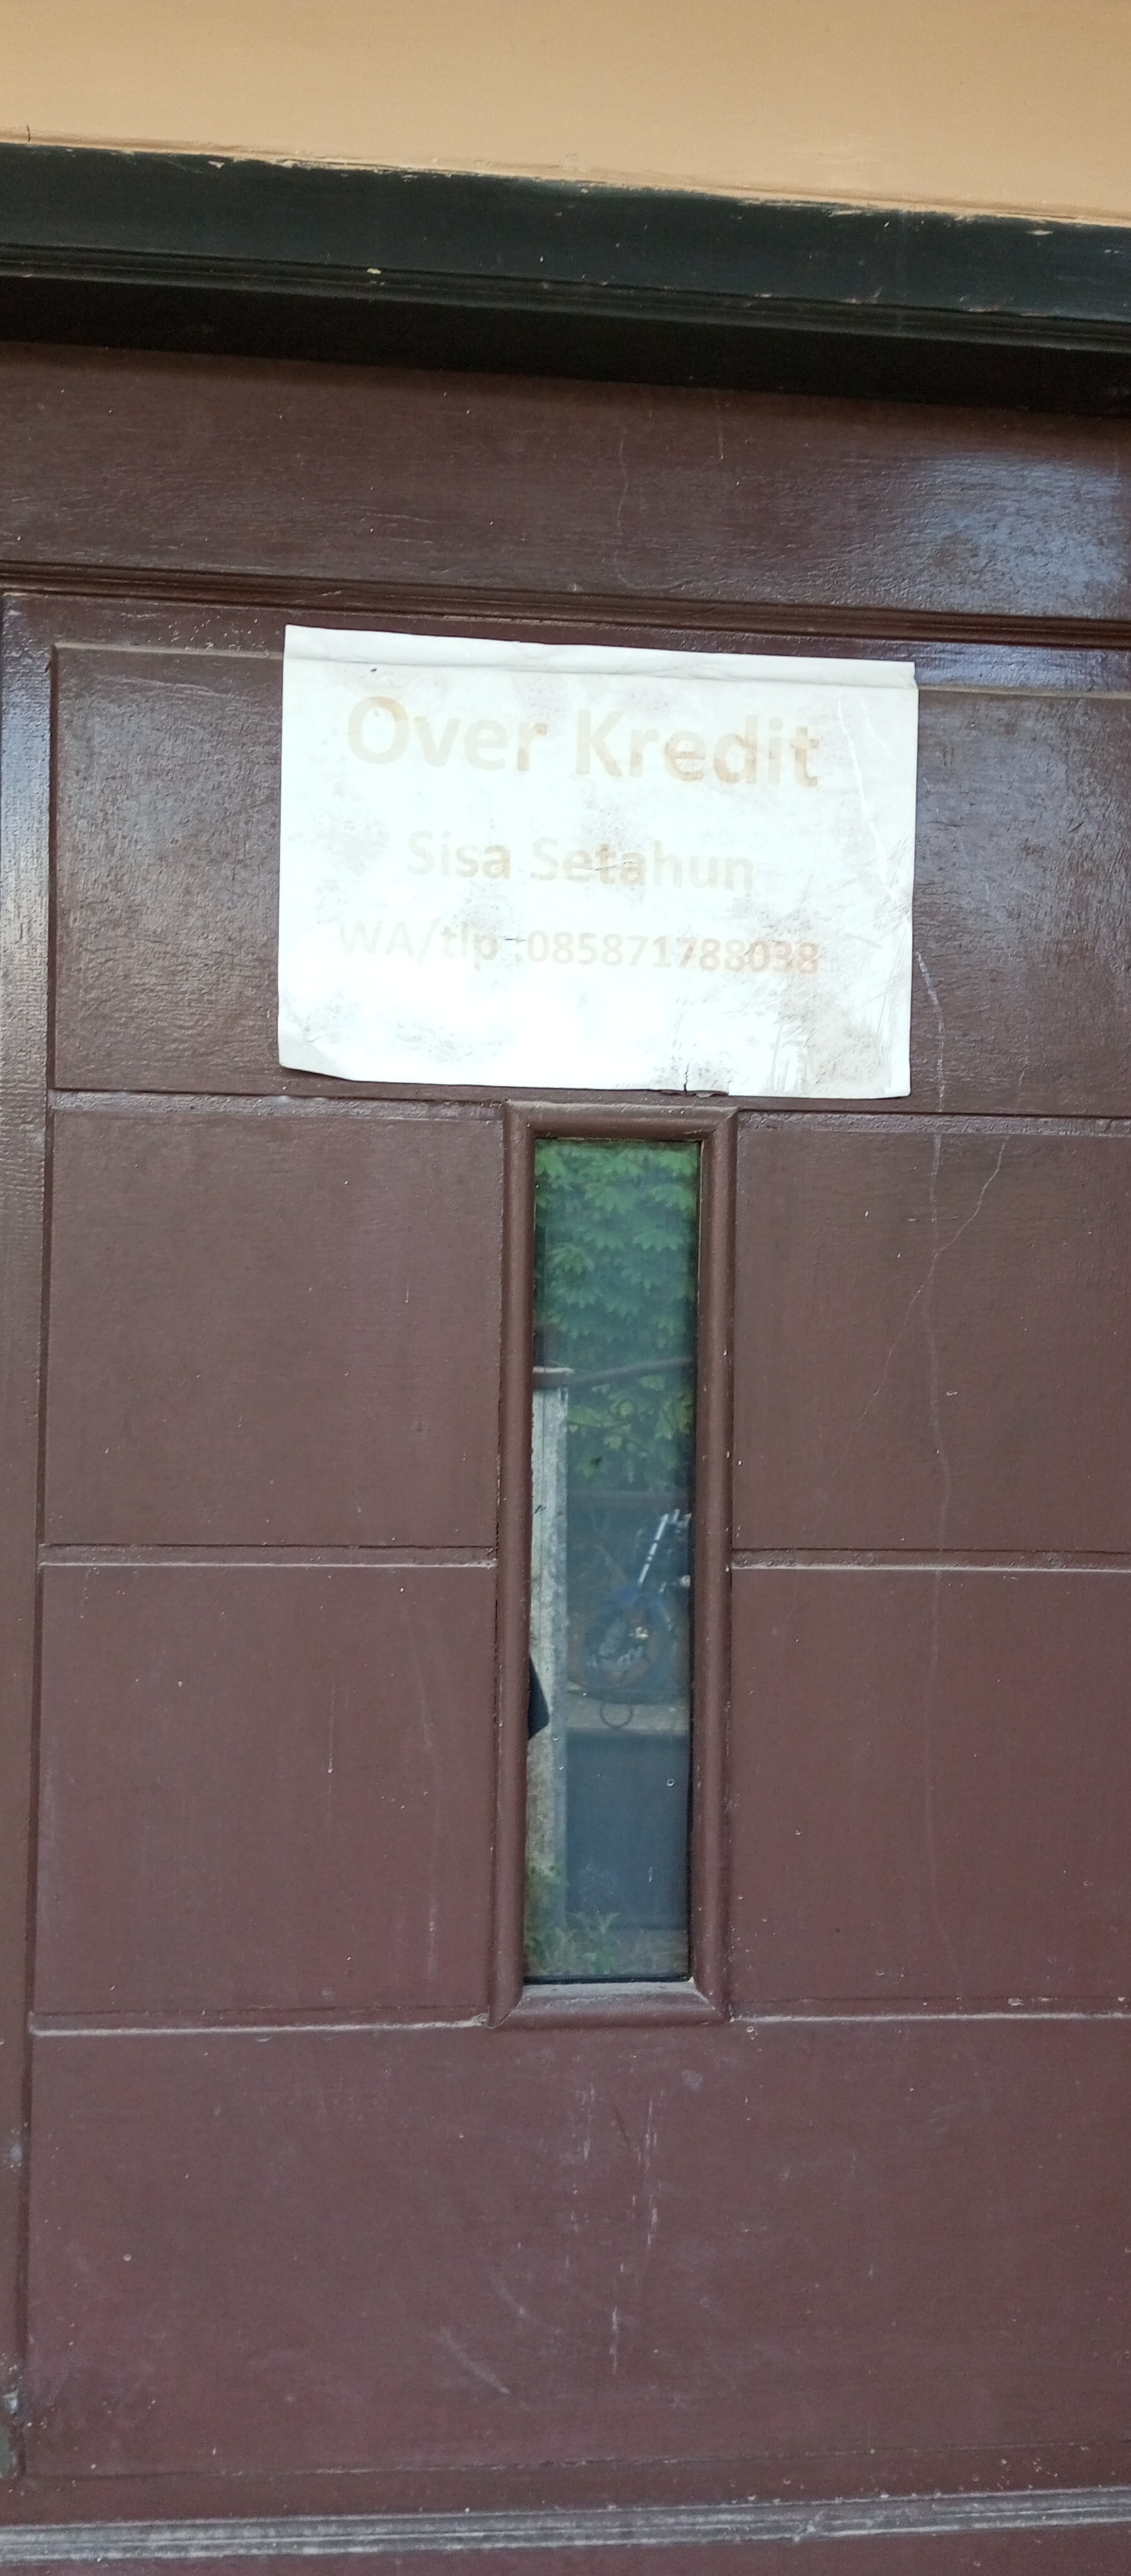 Over Kredit
Sisa Setahun
WA/tlp :085871788038